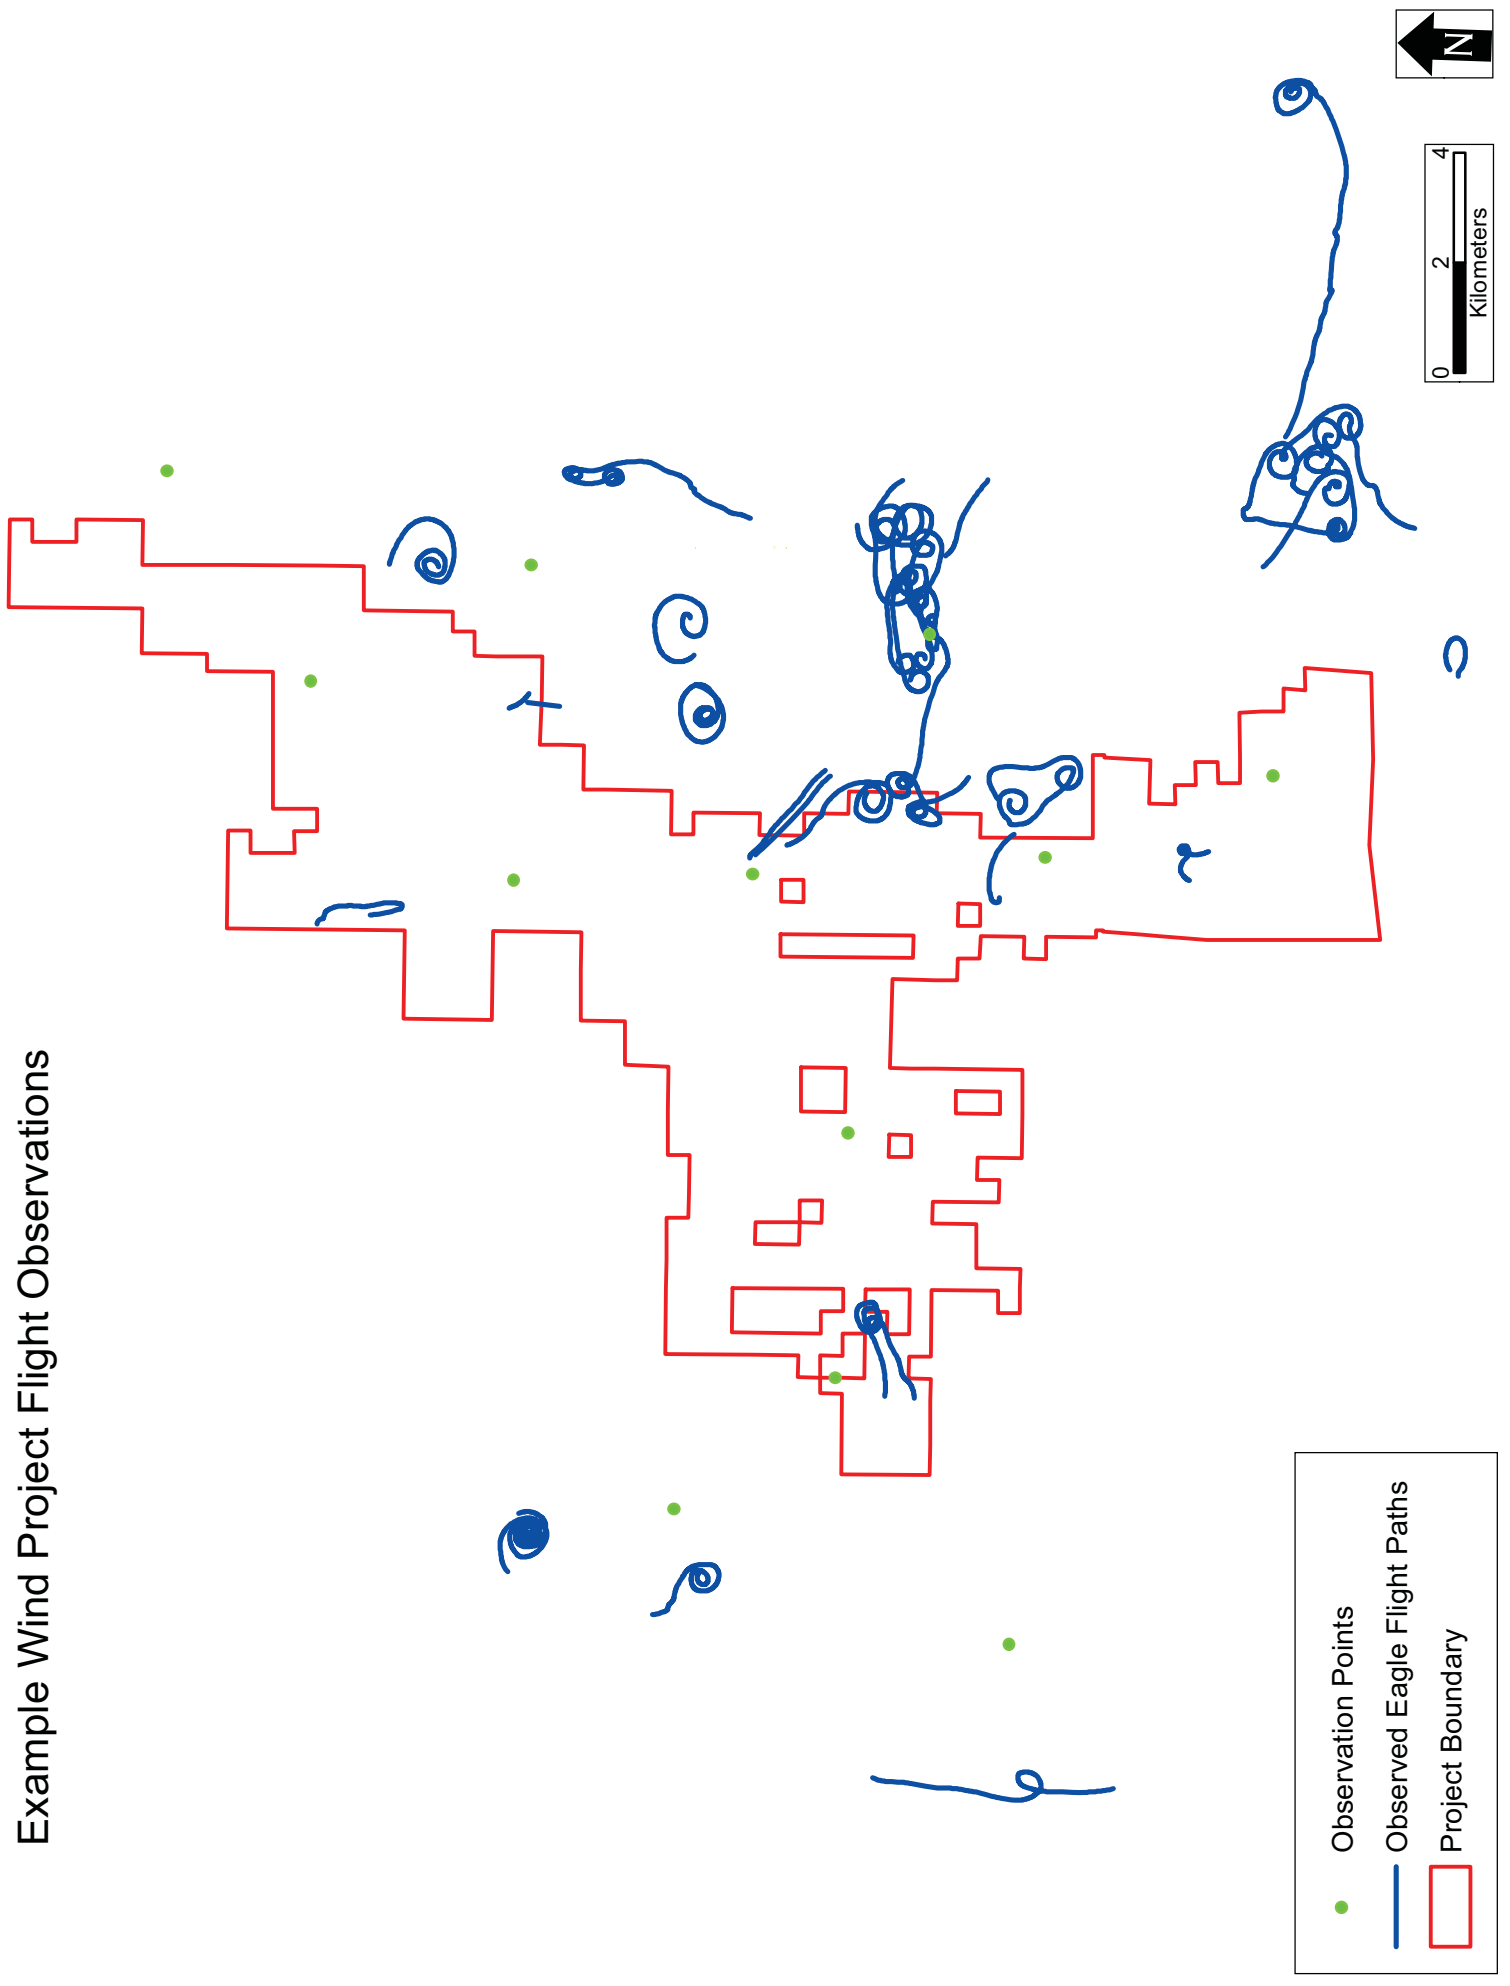 Example Wind Project Flight Observations
N
0 2 4
Kilometers
Observation Points
Observed Eagle Flight Paths
Project Boundary